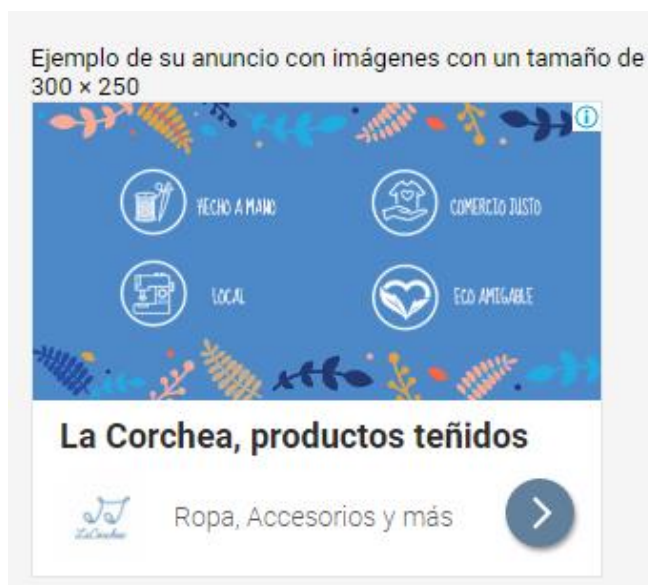 Ejemplo de su anuncio con imágenes con un tamaño de
300 × 250
HECHO A MANO
COMERCIO JUSTO
LOCAL
ECO AMIGABLE
La Corchea, productos teñidos
LaCorchea
Ropa, Accesorios y más